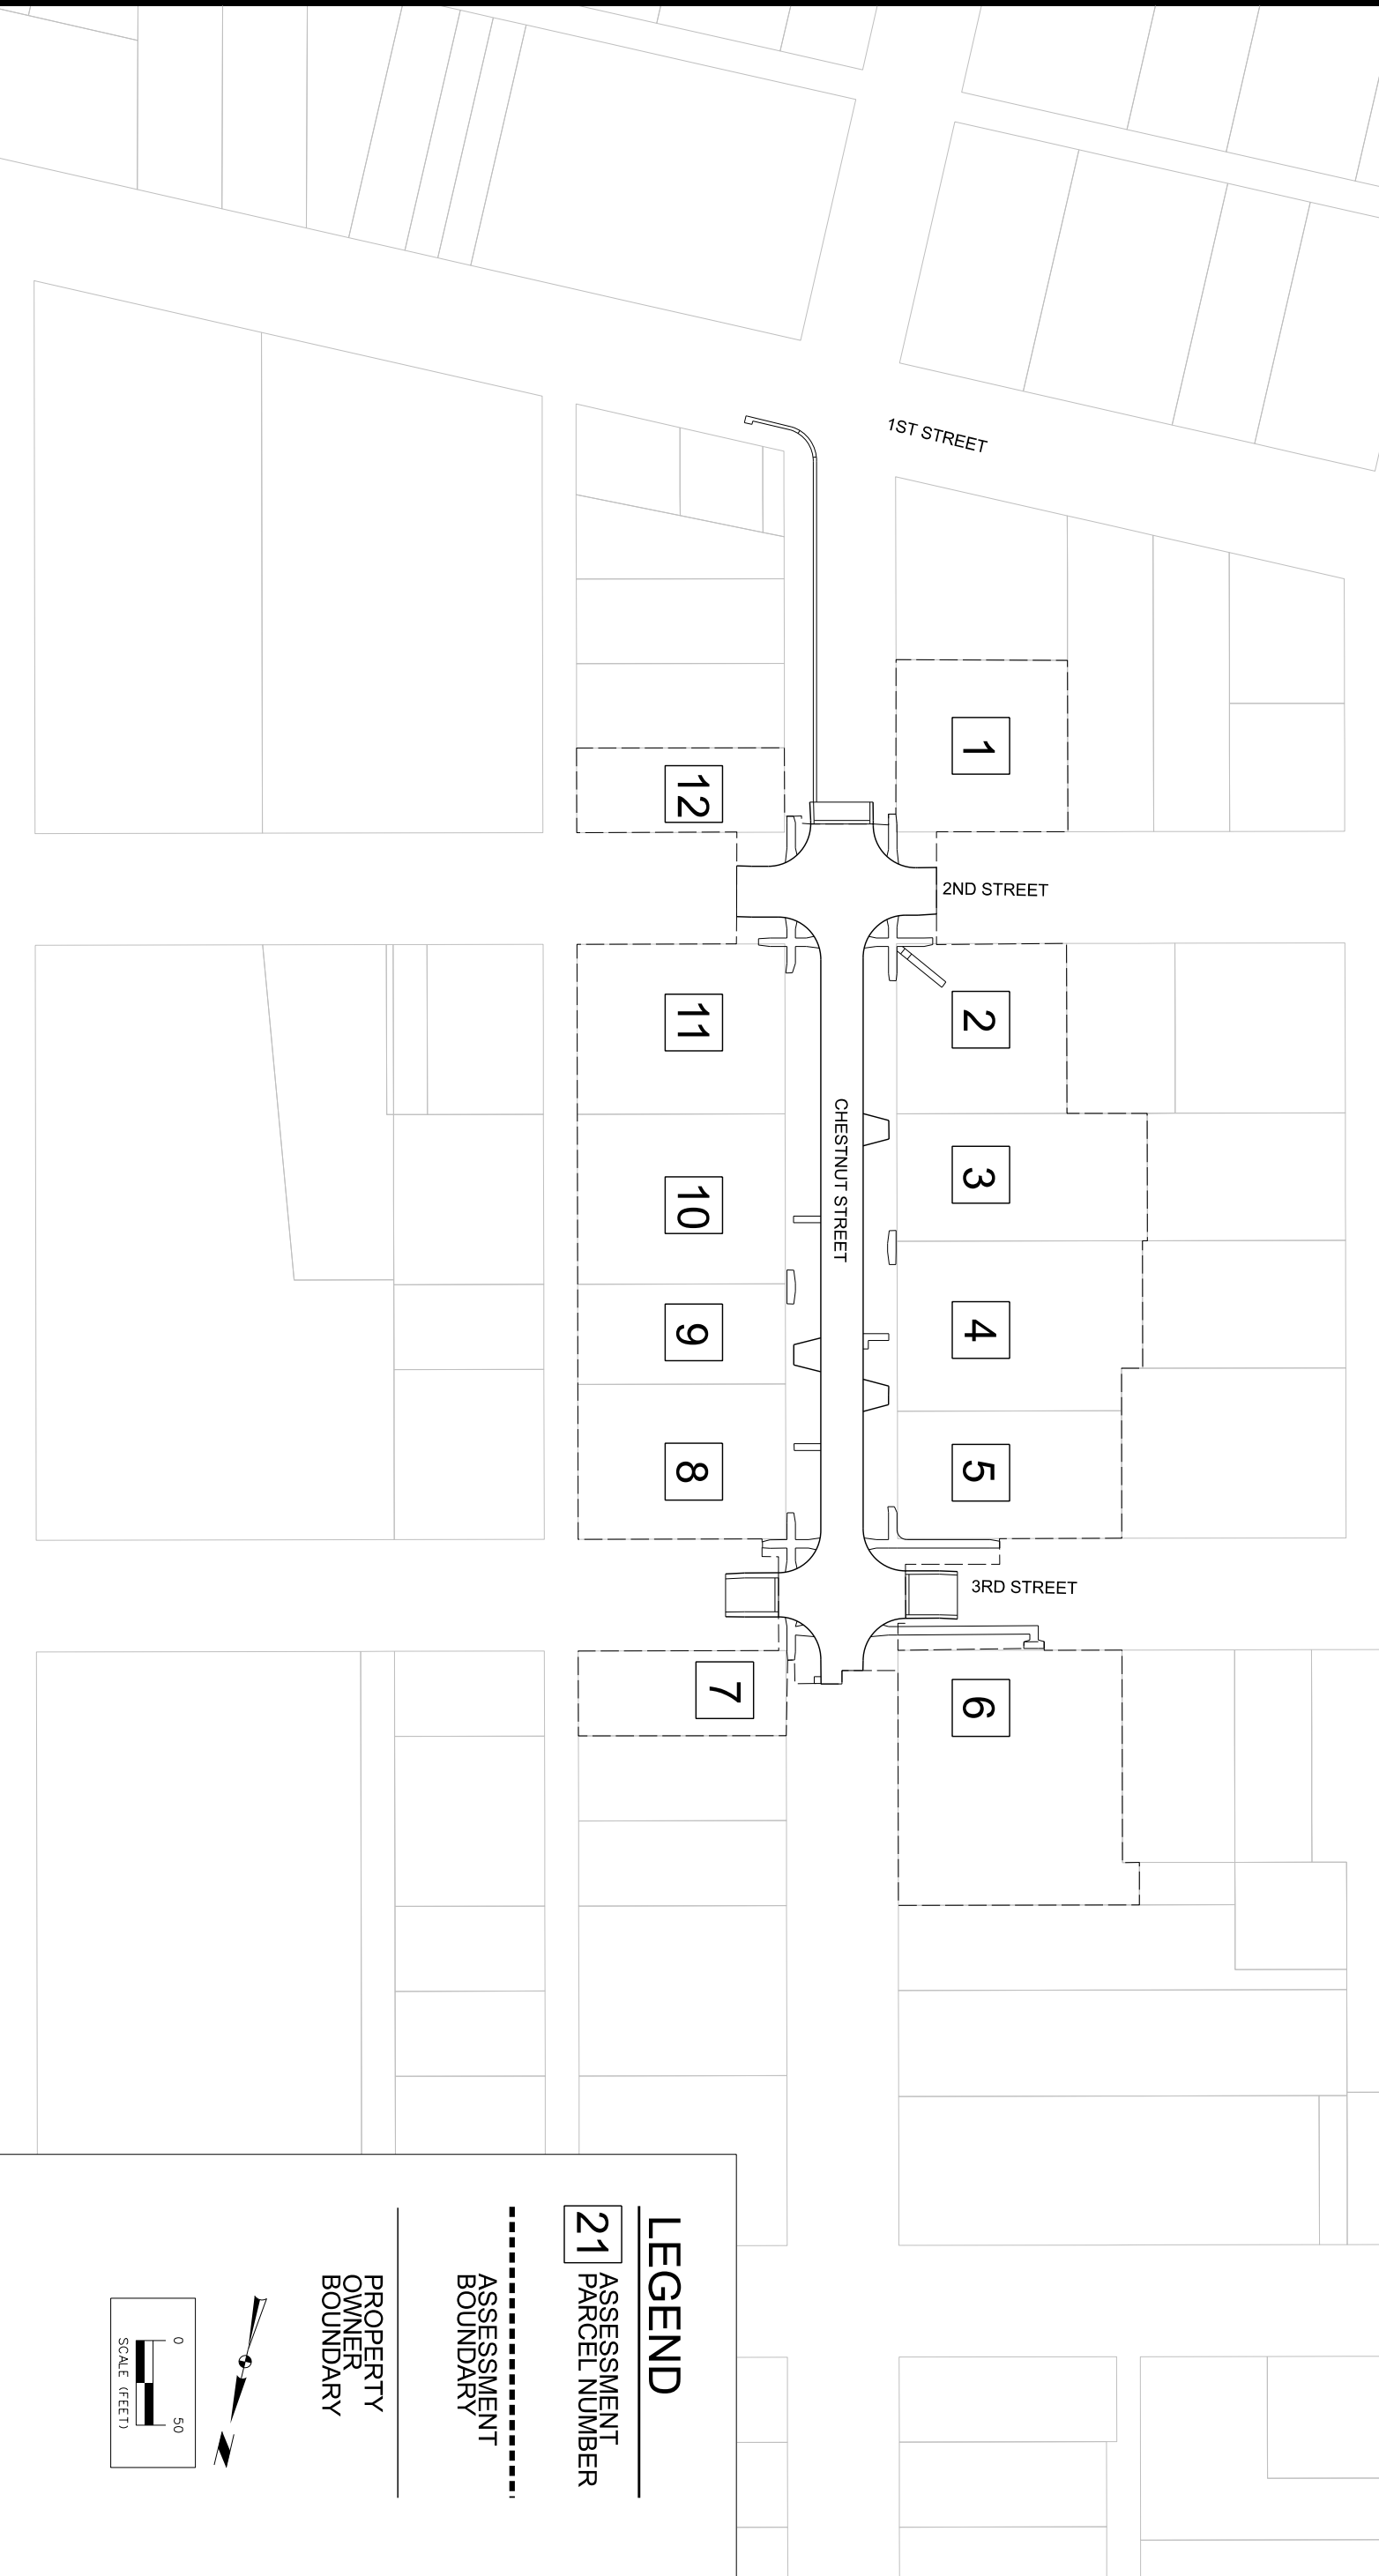 1ST STREET
1
12
2ND STREET
11
2
CHESTNUT STREET
10
3
9
4
8
5
3RD STREET
7
6
LEGEND
21
ASSESSMENT
PARCEL NUMBER
ASSESSMENT
BOUNDARY
PROPERTY
OWNER
BOUNDARY
N
0 50
SCALE (FEET)